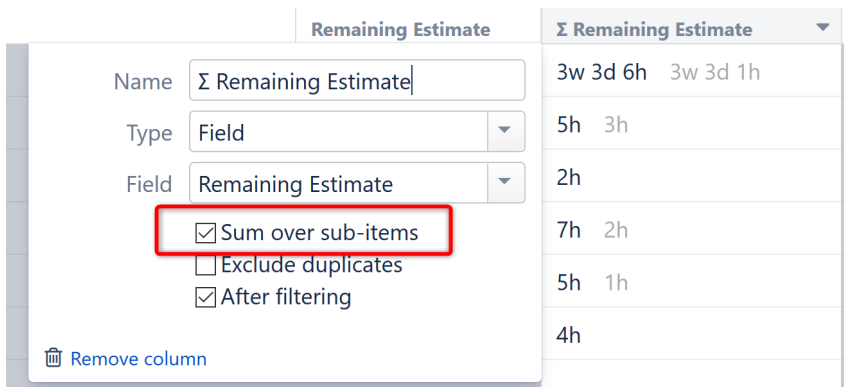 Remaining Estimate
Σ Remaining Estimate
Name
Σ Remaining Estimate
Type
Field
Field
Remaining Estimate
Sum over sub-items
Exclude duplicates
After filtering
Remove column
3w 3d 6h 3w 3d 1h
5h 3h
2h
7h 2h
5h 1h
4h